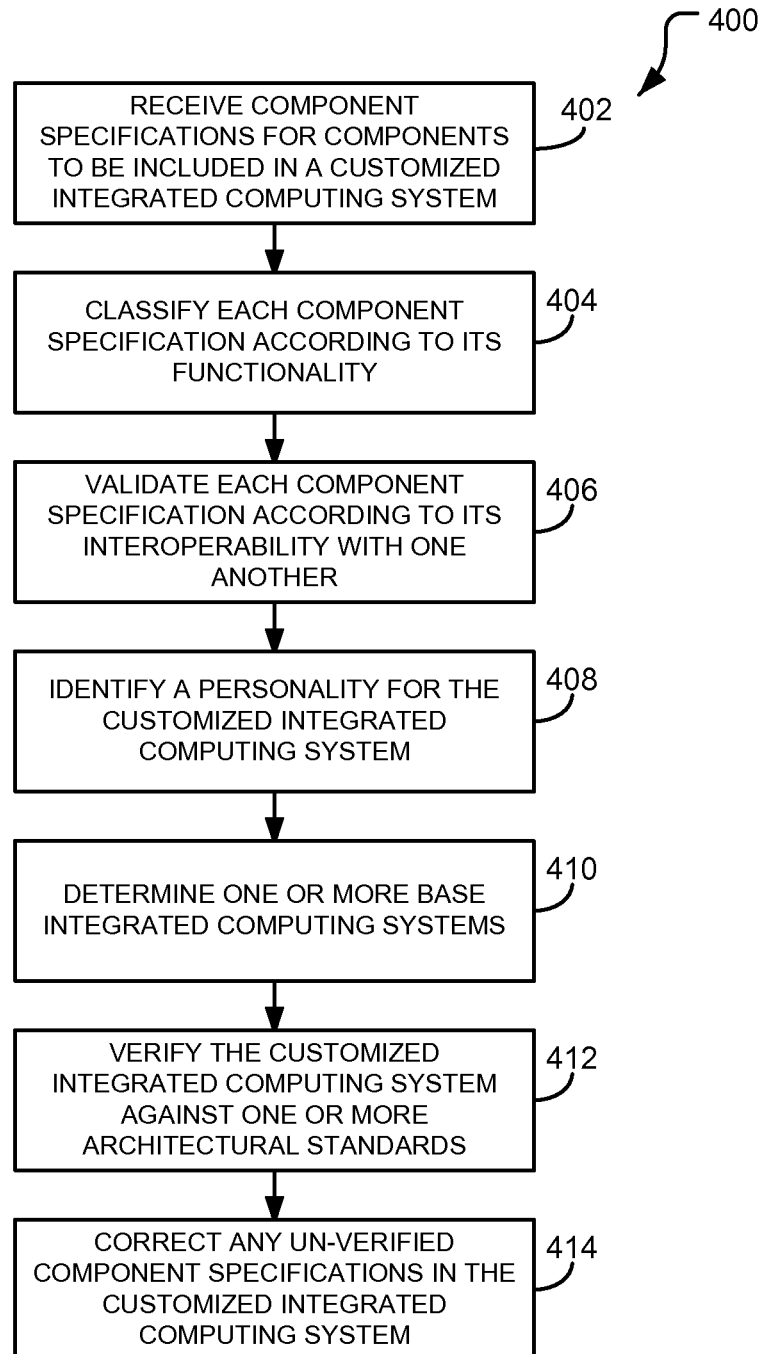 400
RECEIVE COMPONENT
SPECIFICATIONS FOR COMPONENTS
TO BE INCLUDED IN A CUSTOMIZED
INTEGRATED COMPUTING SYSTEM
402
CLASSIFY EACH COMPONENT
SPECIFICATION ACCORDING TO ITS
FUNCTIONALITY
404
VALIDATE EACH COMPONENT
SPECIFICATION ACCORDING TO ITS
INTEROPERABILITY WITH ONE
ANOTHER
406
IDENTIFY A PERSONALITY FOR THE
CUSTOMIZED INTEGRATED
COMPUTING SYSTEM
408
DETERMINE ONE OR MORE BASE
INTEGRATED COMPUTING SYSTEMS
410
VERIFY THE CUSTOMIZED
INTEGRATED COMPUTING SYSTEM
AGAINST ONE OR MORE
ARCHITECTURAL STANDARDS
412
CORRECT ANY UN-VERIFIED
COMPONENT SPECIFICATIONS IN THE
CUSTOMIZED INTEGRATED
COMPUTING SYSTEM
414